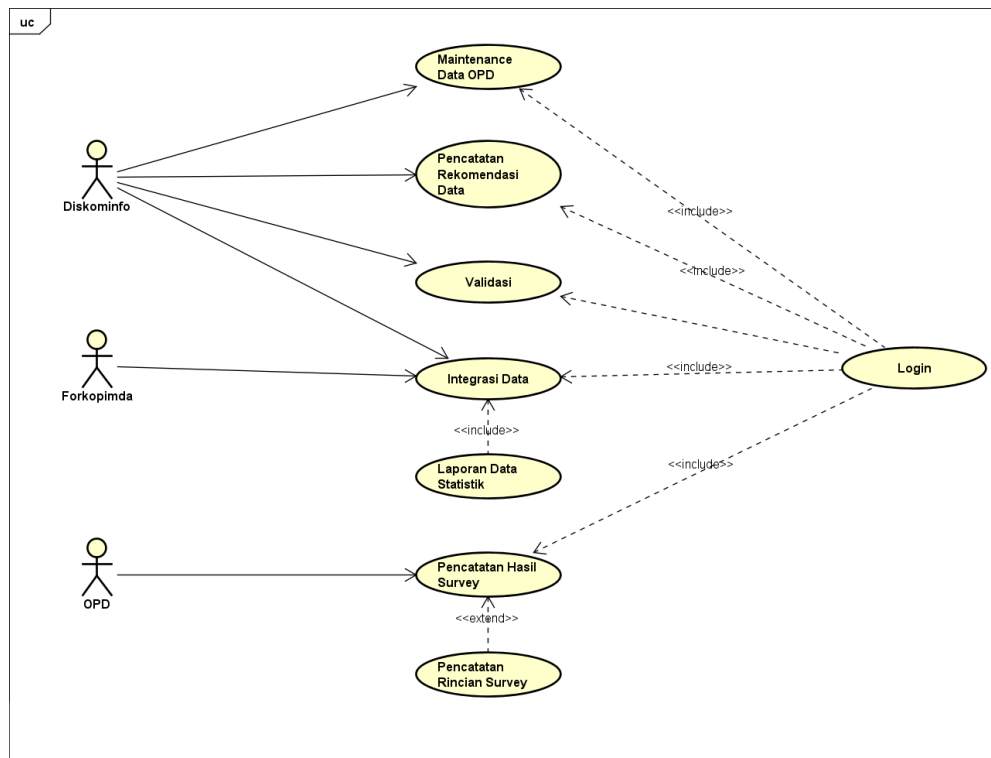 uc
Maintenance
Data OPD
Pencatatan
Rekomendasi
Data
Diskominfo
<<include>>
<<include>>
Validasi
Forkopimda
Integrasi Data
<<include>>
Login
<<include>>
Laporan Data
Statistik
<<include>>
OPD
Pencatatan Hasil
Survey
<<extend>>
Pencatatan
Rincian Survey